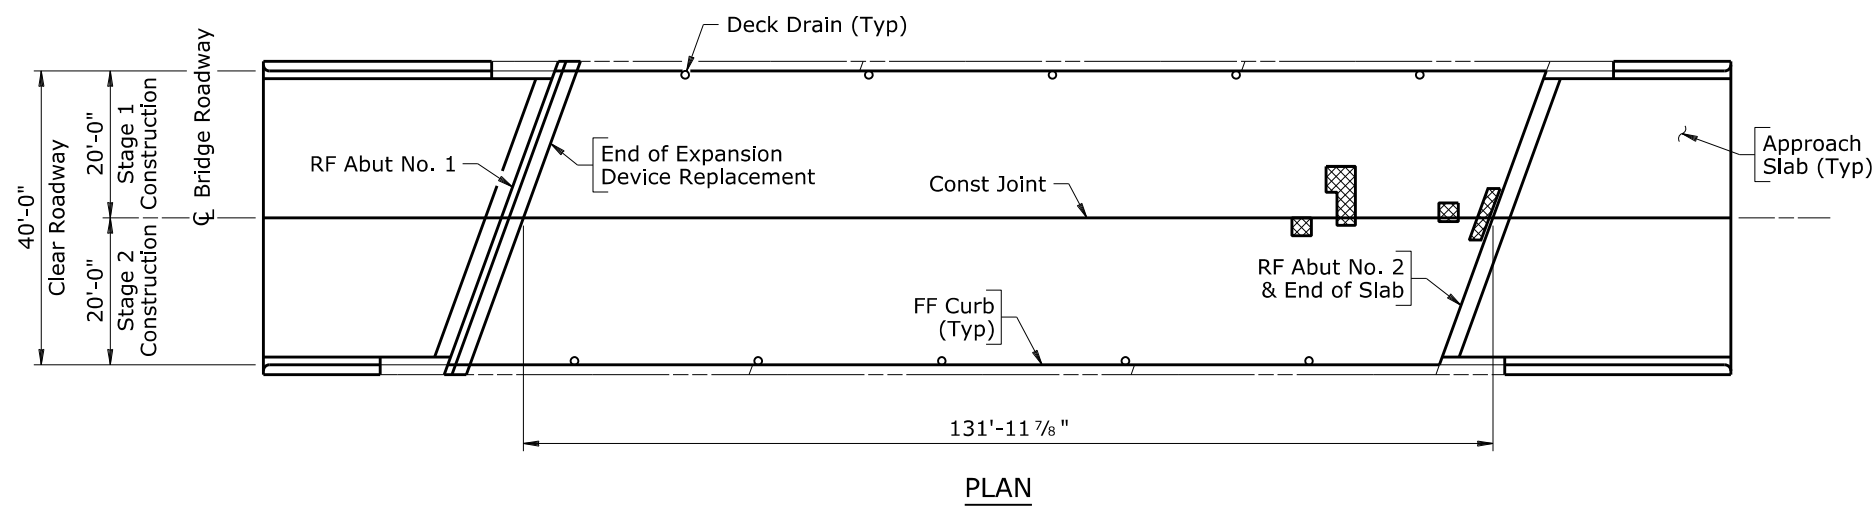 Deck Drain (Typ)
40'-0"
Clear Roadway
20'-0"
Stage 1
Construction
20'-0"
Stage 2
Construction
℄ Bridge Roadway
RF Abut No. 1
End of Expansion
Device Replacement
Const Joint
Approach
Slab (Typ)
RF Abut No. 2
& End of Slab
FF Curb
(Typ)
131'-11 ⅞"
PLAN